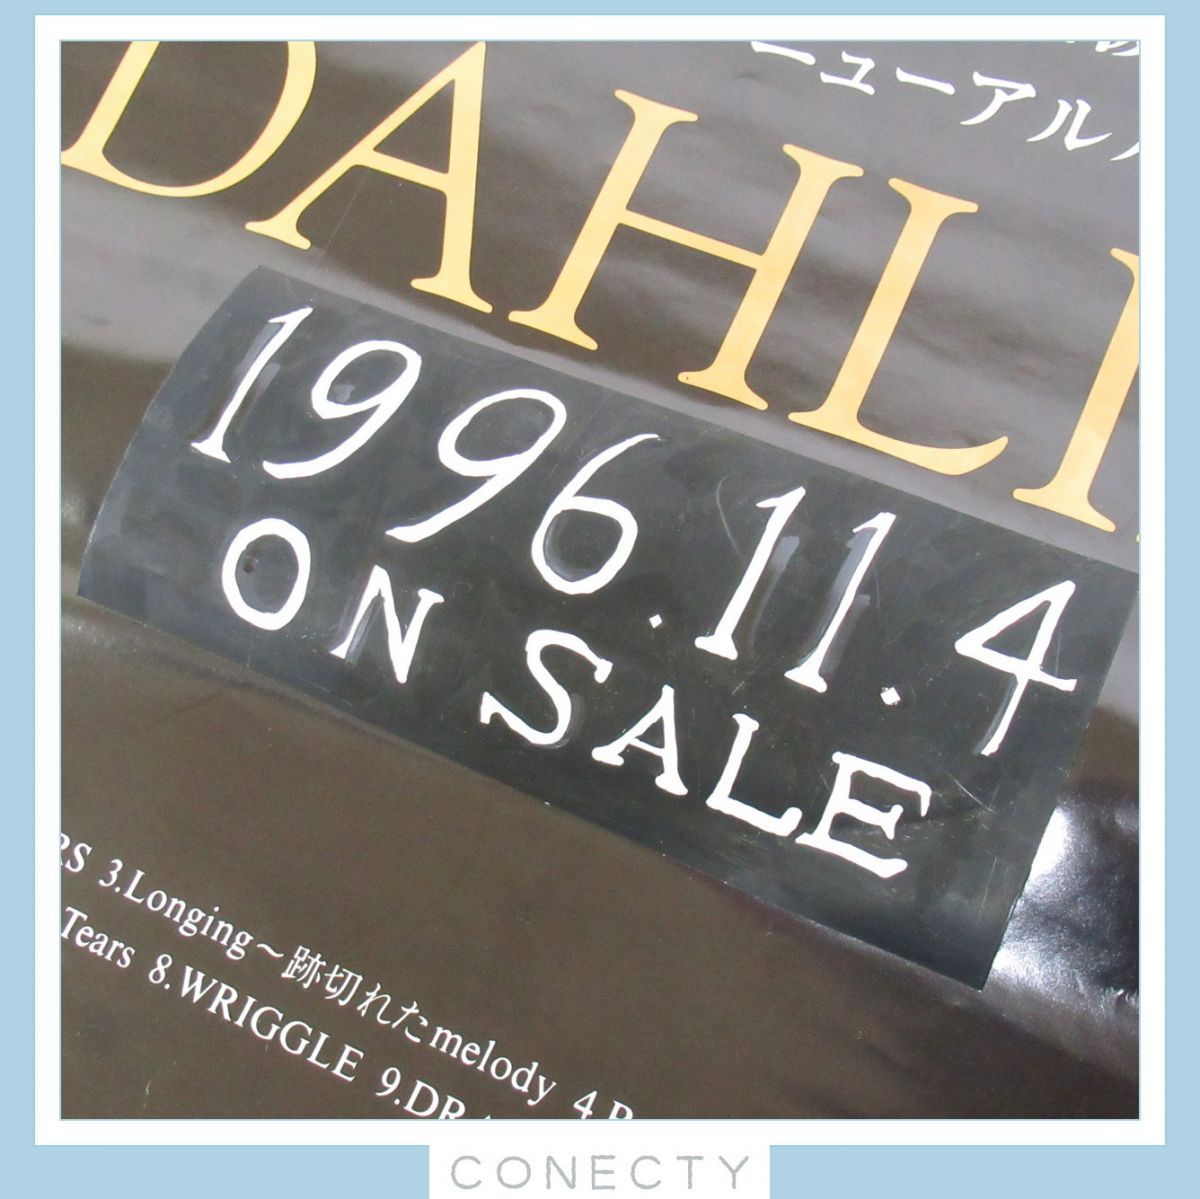 ニューアル
DAHLI
1996.11.4
ON SALE
RS 3.Longing～跡切れたmelody 4.
Tears 8.WRIGGLE 9.DR
CONECTY